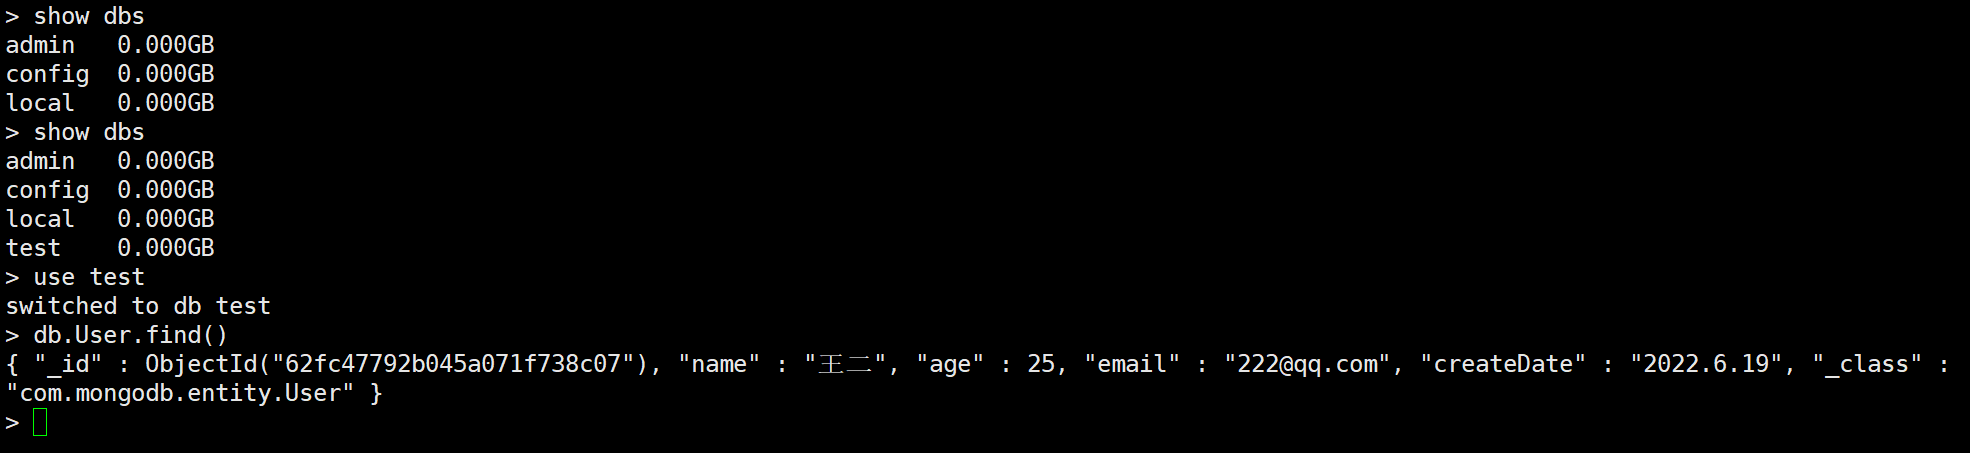 > show dbs
admin   0.000GB
config  0.000GB
local   0.000GB
> show dbs
admin   0.000GB
config  0.000GB
local   0.000GB
test    0.000GB
> use test
switched to db test
> db.User.find()
{ "_id" : ObjectId("62fc47792b045a071f738c07"), "name" : "王二", "age" : 25, "email" : "222@qq.com", "createDate" : "2022.6.19", "_class" :
"com.mongodb.entity.User" }
>